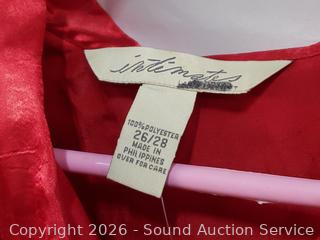 intimates
100% POLYESTER
26/28
MADE IN
PHILIPPINES
OVER FOR CARE
Copyright 2026 - Sound Auction Service